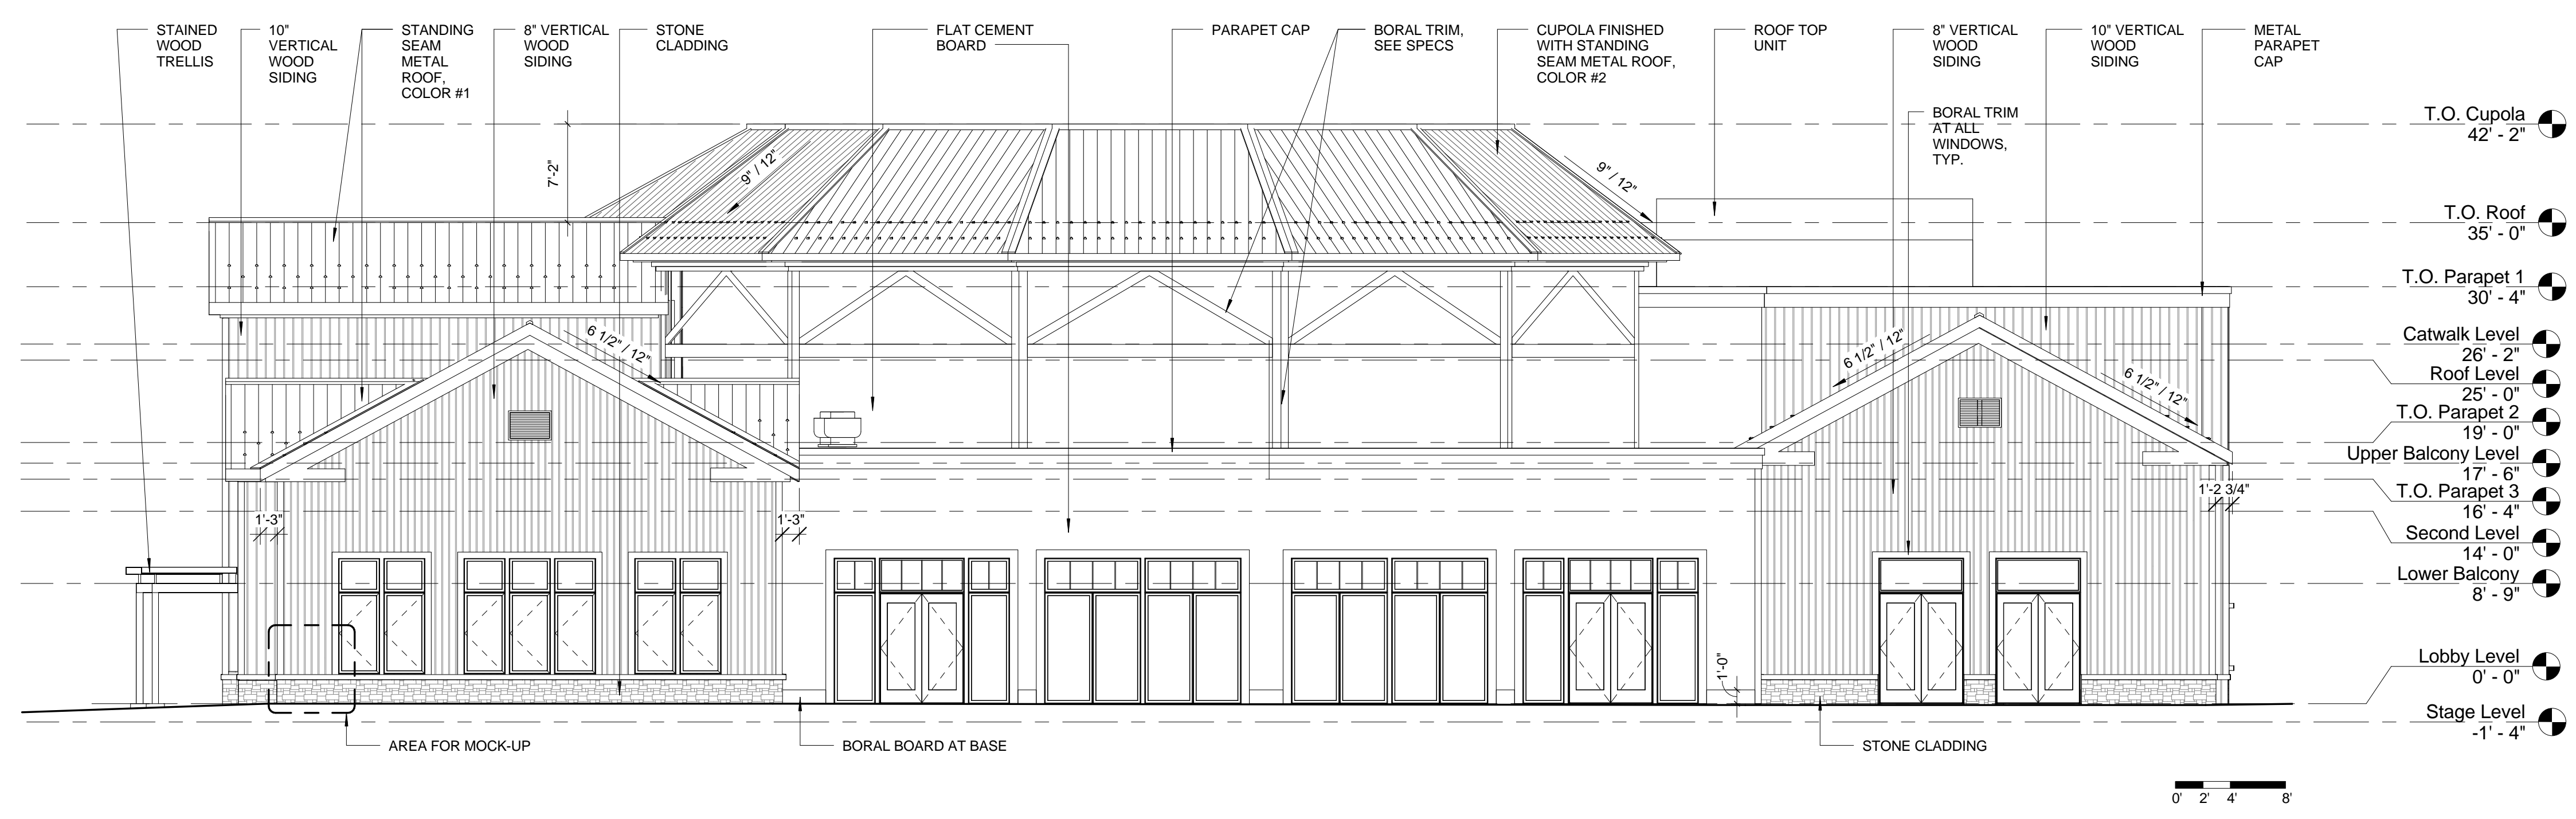 STAINED
WOOD
TRELLIS
10"
VERTICAL
WOOD
SIDING
STANDING
SEAM
METAL
ROOF,
COLOR #1
8" VERTICAL
WOOD
SIDING
STONE
CLADDING
FLAT CEMENT
BOARD
PARAPET CAP
BORAL TRIM,
SEE SPECS
CUPOLA FINISHED
WITH STANDING
SEAM METAL ROOF,
COLOR #2
ROOF TOP
UNIT
8" VERTICAL
WOOD
SIDING
10" VERTICAL
WOOD
SIDING
METAL
PARAPET
CAP
BORAL TRIM
AT ALL
WINDOWS,
TYP.
7'-2"
9" / 12"
9" / 12"
6 1/2" / 12"
6 1/2" / 12"
6 1/2" / 12"
1'-3"
1'-3"
1'-2 3/4"
1'-0"
T.O. Cupola
42' - 2"
T.O. Roof
35' - 0"
T.O. Parapet 1
30' - 4"
Catwalk Level
26' - 2"
Roof Level
25' - 0"
T.O. Parapet 2
19' - 0"
Upper Balcony Level
17' - 6"
T.O. Parapet 3
16' - 4"
Second Level
14' - 0"
Lower Balcony
8' - 9"
Lobby Level
0' - 0"
Stage Level
-1' - 4"
AREA FOR MOCK-UP
BORAL BOARD AT BASE
STONE CLADDING
0' 2' 4' 8'